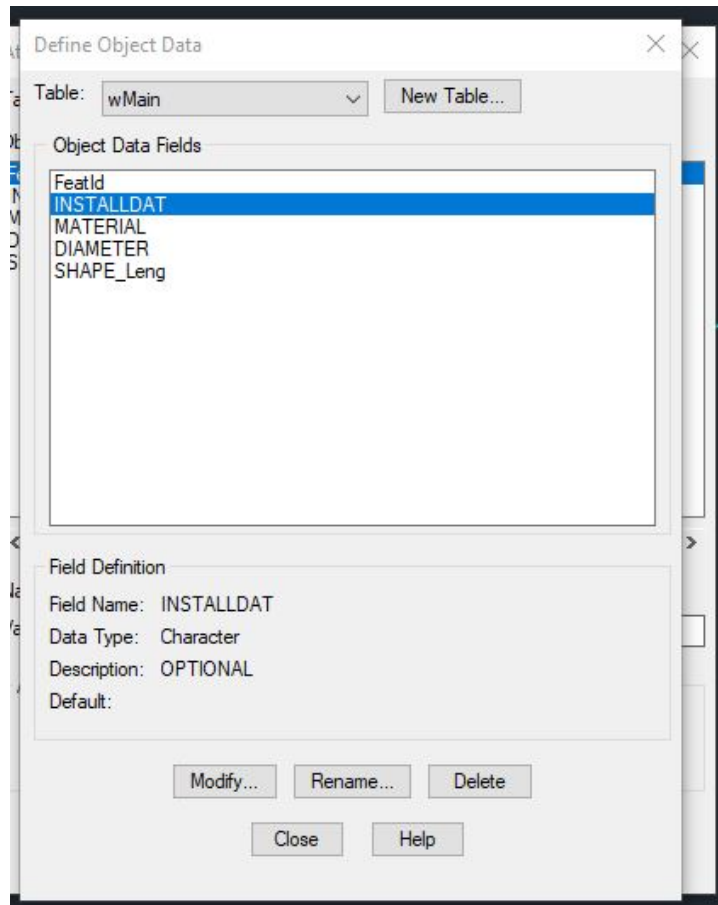 Define Object Data
Table: wMain New Table...
Object Data Fields
FeatId
INSTALLDAT
MATERIAL
DIAMETER
SHAPE_Leng
Field Definition
Field Name: INSTALLDAT
Data Type: Character
Description: OPTIONAL
Default:
Modify... Rename... Delete
Close Help